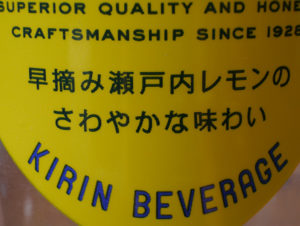 SUPERIOR QUALITY AND HONE
CRAFTSMANSHIP SINCE 1928
早摘み瀬戸内レモンの
さわやかな味わい
KIRIN BEVERAGE